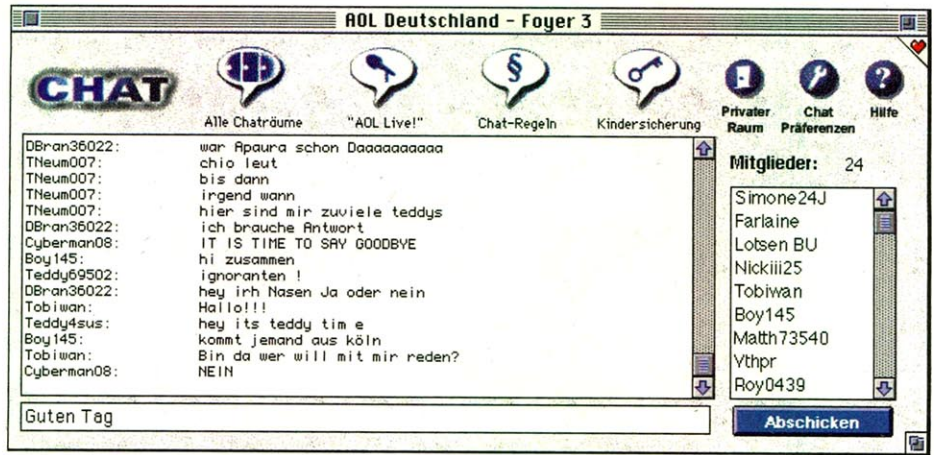 AOL Deutschland - Foyer 3
CHAT
Alle Chaträume
"AOL Live!"
§
Chat-Regeln
Kindersicherung
Privater Raum
Chat Präferenzen
?
Hilfe
DBran36022: war Apaura schon Daaaaaaaaaa
TNeum007: chio leut
TNeum007: bis dann
TNeum007: irgend wann
TNeum007: hier sind mir zuviele teddys
DBran36022: ich brauche Antwort
Cyberman08: IT IS TIME TO SAY GOODBYE
Boy145: hi zusammen
Teddy69502: ignoranten !
DBran36022: hey irh Nasen Ja oder nein
Tobiwan: Hallo!!!
Teddy4sus: hey its teddy tim e
Boy145: kommt jemand aus köln
Tobiwan: Bin da wer will mit mir reden?
Cyberman08: NEIN
Mitglieder: 24
Simone24J
Farlaine
Lotsen BU
Nickiii25
Tobiwan
Boy145
Matth73540
Ythpr
Roy0439
Guten Tag
Abschicken